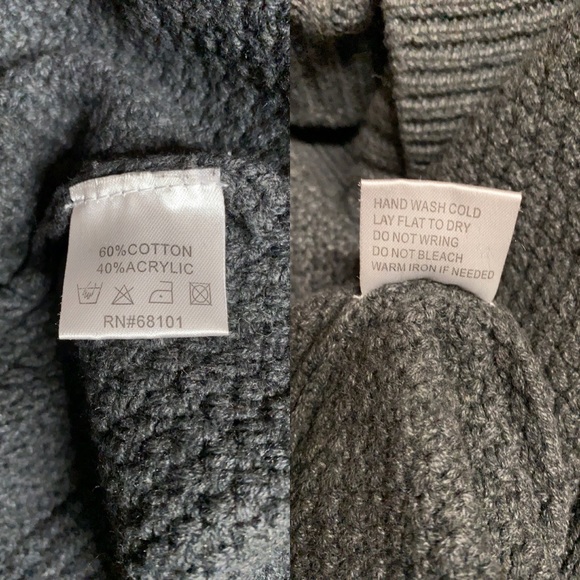 60%COTTON
40%ACRYLIC
RN#68101
HAND WASH COLD
LAY FLAT TO DRY
DO NOT WRING
DO NOT BLEACH
WARM IRON IF NEEDED